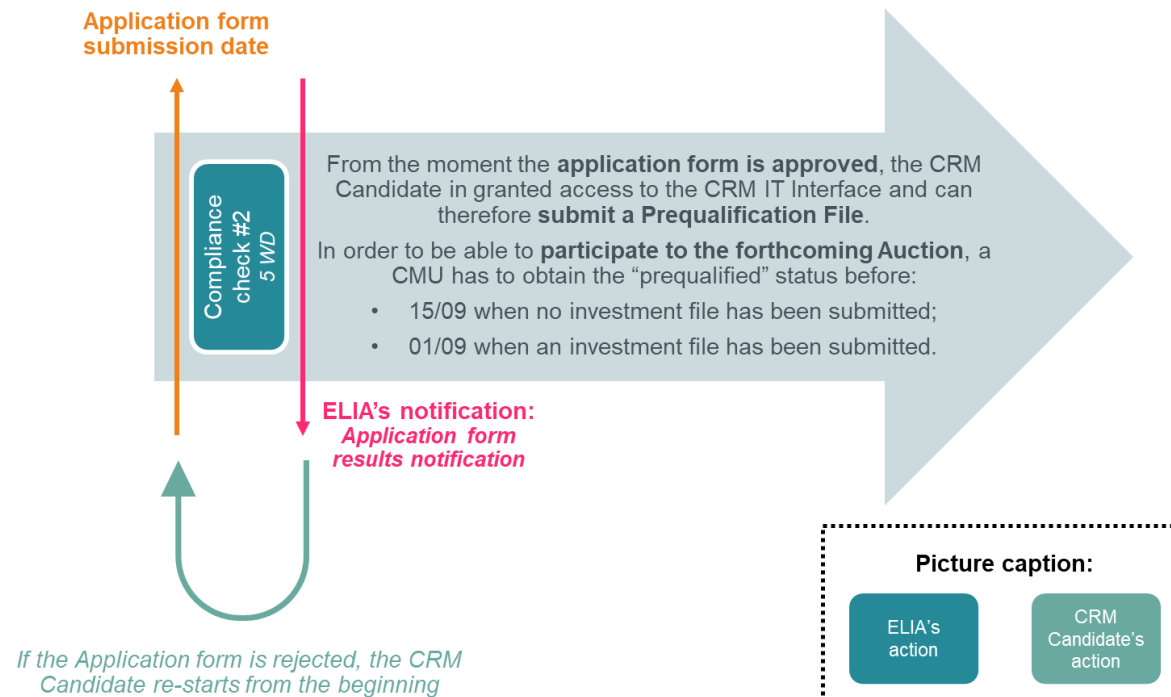 Application form
submission date
Compliance
check #2
5 WD
From the moment the application form is approved, the CRM
Candidate in granted access to the CRM IT Interface and can
therefore submit a Prequalification File.
In order to be able to participate to the forthcoming Auction, a
CMU has to obtain the “prequalified” status before:
• 15/09 when no investment file has been submitted;
• 01/09 when an investment file has been submitted.
ELIA’s notification:
Application form
results notification
If the Application form is rejected, the CRM
Candidate re-starts from the beginning
Picture caption:
ELIA’s
action
CRM
Candidate’s
action